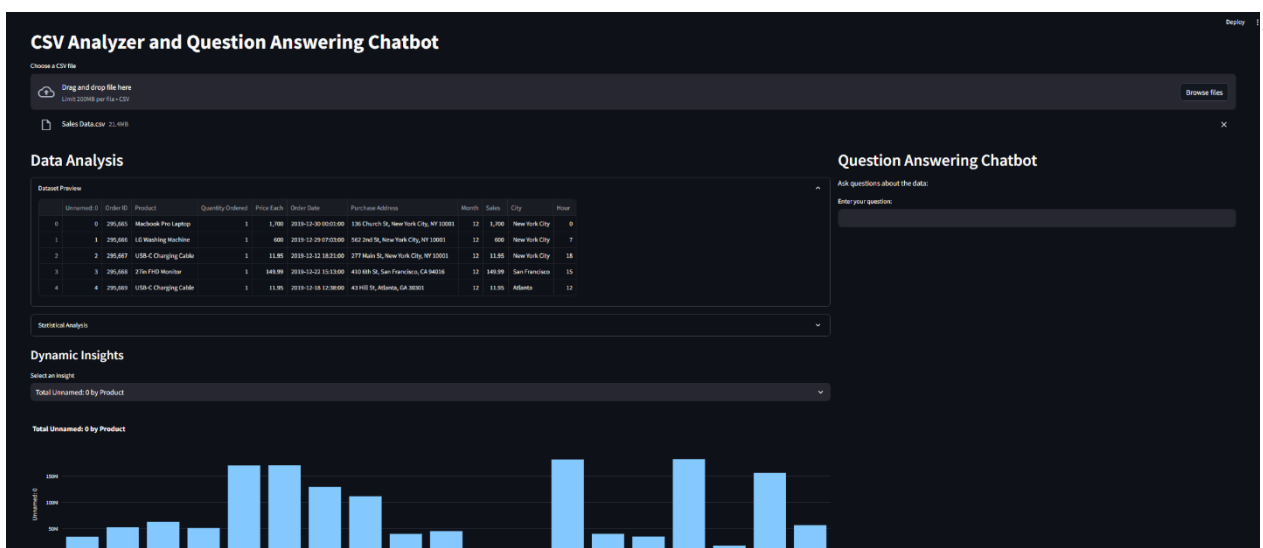 Deploy
CSV Analyzer and Question Answering Chatbot
Choose a CSV file
Drag and drop file here
Limit 200MB per file • CSV
Browse files
Sales Data.csv 21.4MB
Data Analysis
Dataset Preview
Unnamed: 0 Order ID Product Quantity Ordered Price Each Order Date Purchase Address Month Sales City Hour
0 0 295,665 Macbook Pro Laptop 1 1,700 2019-12-30 00:01:00 136 Church St, New York City, NY 10001 12 1,700 New York City 0
1 1 295,666 LG Washing Machine 1 600 2019-12-29 07:03:00 562 2nd St, New York City, NY 10001 12 600 New York City 7
2 2 295,667 USB-C Charging Cable 1 11.95 2019-12-12 18:21:00 277 Main St, New York City, NY 10001 12 11.95 New York City 18
3 3 295,668 27in FHD Monitor 1 149.99 2019-12-22 15:13:00 410 6th St, San Francisco, CA 94016 12 149.99 San Francisco 15
4 4 295,669 USB-C Charging Cable 1 11.95 2019-12-18 12:38:00 43 Hill St, Atlanta, GA 30301 12 11.95 Atlanta 12
Statistical Analysis
Dynamic Insights
Select an insight
Total Unnamed: 0 by Product
Total Unnamed: 0 by Product
150M
100M
50M
Unnamed: 0
Question Answering Chatbot
Ask questions about the data:
Enter your question: